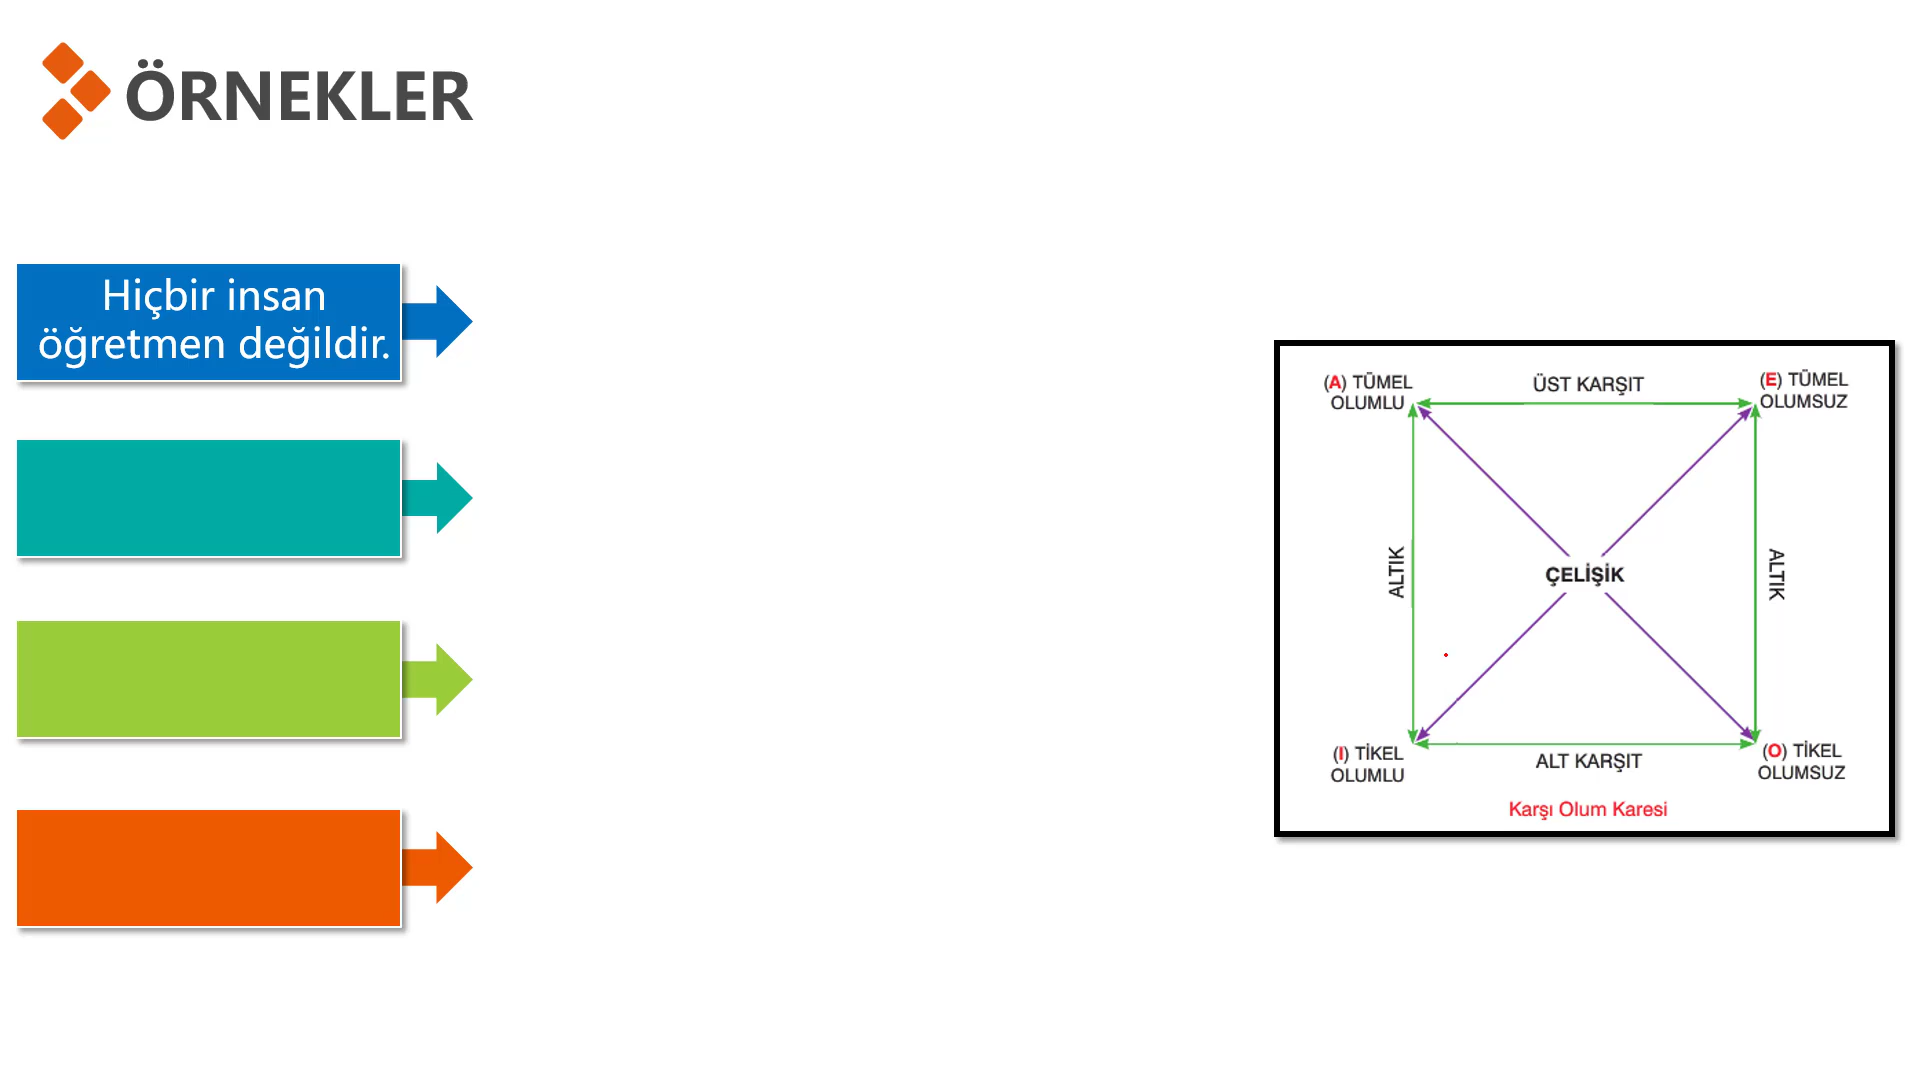 ÖRNEKLER
Hiçbir insan
öğretmen değildir.
(A) TÜMEL
OLUMLU
ÜST KARŞIT
(E) TÜMEL
OLUMSUZ
ALTIK
ÇELİŞİK
ALTIK
(I) TİKEL
OLUMLU
ALT KARŞIT
(O) TİKEL
OLUMSUZ
Karşı Olum Karesi